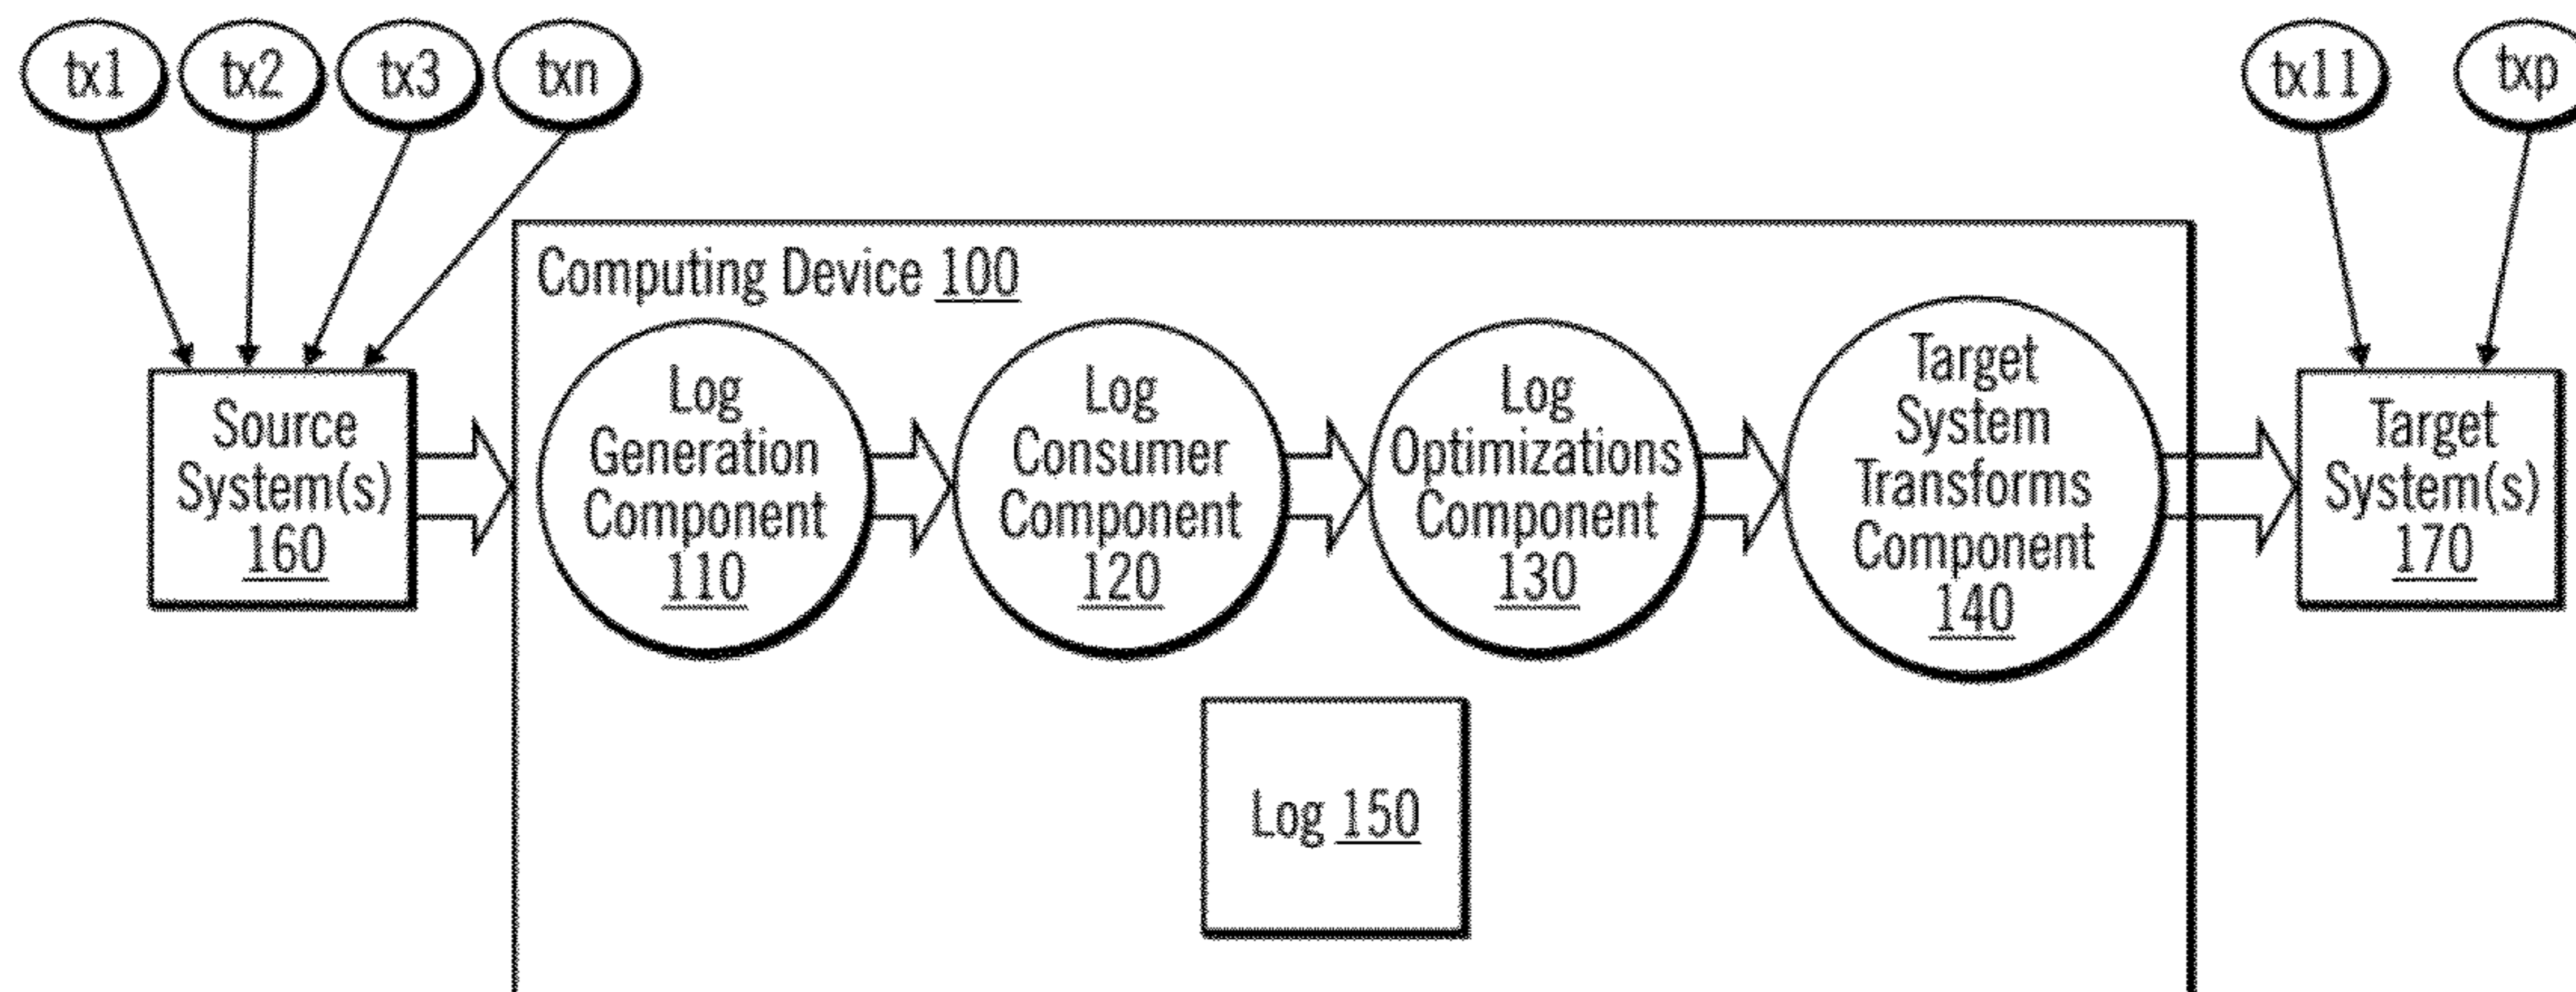 tx1
tx2
tx3
txn
tx11
txp
Computing Device 100
Source
System(s)
160
Log
Generation
Component
110
Log
Consumer
Component
120
Log
Optimizations
Component
130
Target
System
Transforms
Component
140
Target
System(s)
170
Log 150